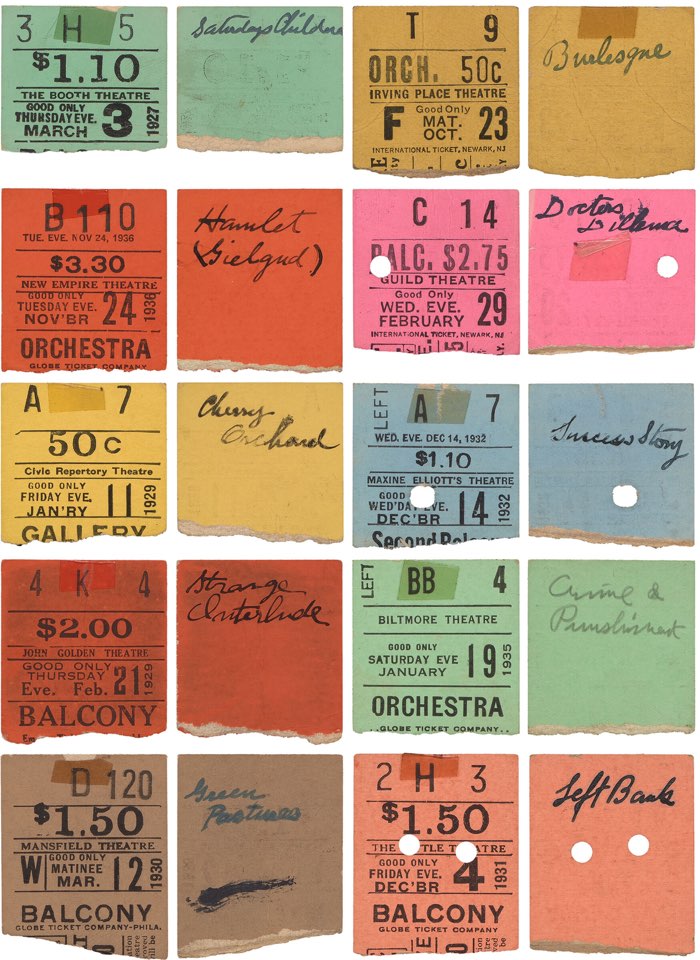 3 H 5
$1.10
THE BOOTH THEATRE
GOOD ONLY
THURSDAY EVE.
MARCH 3 1927
Saturdays Children
T 9
ORCH. 50c
IRVING PLACE THEATRE
F Good Only
MAT.
OCT. 23
INTERNATIONAL TICKET, NEWARK, NJ
Burlesque
B 110
TUE. EVE. NOV 24, 1936
$3.30
NEW EMPIRE THEATRE
GOOD ONLY
TUESDAY EVE.
NOV'BR 24 1936
ORCHESTRA
GLOBE TICKET COMPANY
Hamlet
(Gielgud.)
C 14
BALC. $2.75
GUILD THEATRE
Good Only
WED. EVE.
FEBRUARY 29
INTERNATIONAL TICKET, NEWARK, NJ
Doctors
Dillema
A 7
50c
Civic Repertory Theatre
GOOD ONLY
FRIDAY EVE.
JAN'RY 11 1929
GALLERY
Cherry
Orchard
LEFT
A 7
WED. EVE. DEC 14, 1932
$1.10
MAXINE ELLIOTT'S THEATRE
GOOD ONLY
WED'DAY EVE.
DEC'BR 14 1932
Second Balcon
Success Story
4 K 4
$2.00
JOHN GOLDEN THEATRE
GOOD ONLY
THURSDAY
Eve. Feb. 21 1929
BALCONY
Strange
Interlude
LEFT
BB 4
BILTMORE THEATRE
GOOD ONLY
SATURDAY EVE
JANUARY 19 1935
ORCHESTRA
..GLOBE TICKET COMPANY..
Crime &
Punishment
D 120
$1.50
MANSFIELD THEATRE
W GOOD ONLY
MATINEE
MAR. 12 1930
BALCONY
GLOBE TICKET COMPANY-PHILA.
Green
Pastures
2 H 3
$1.50
THE TLE THEATRE
GOOD ONLY
FRIDAY EVE.
DEC'BR 4 1931
BALCONY
GLOBE TICKET COMPANY
Left Bank